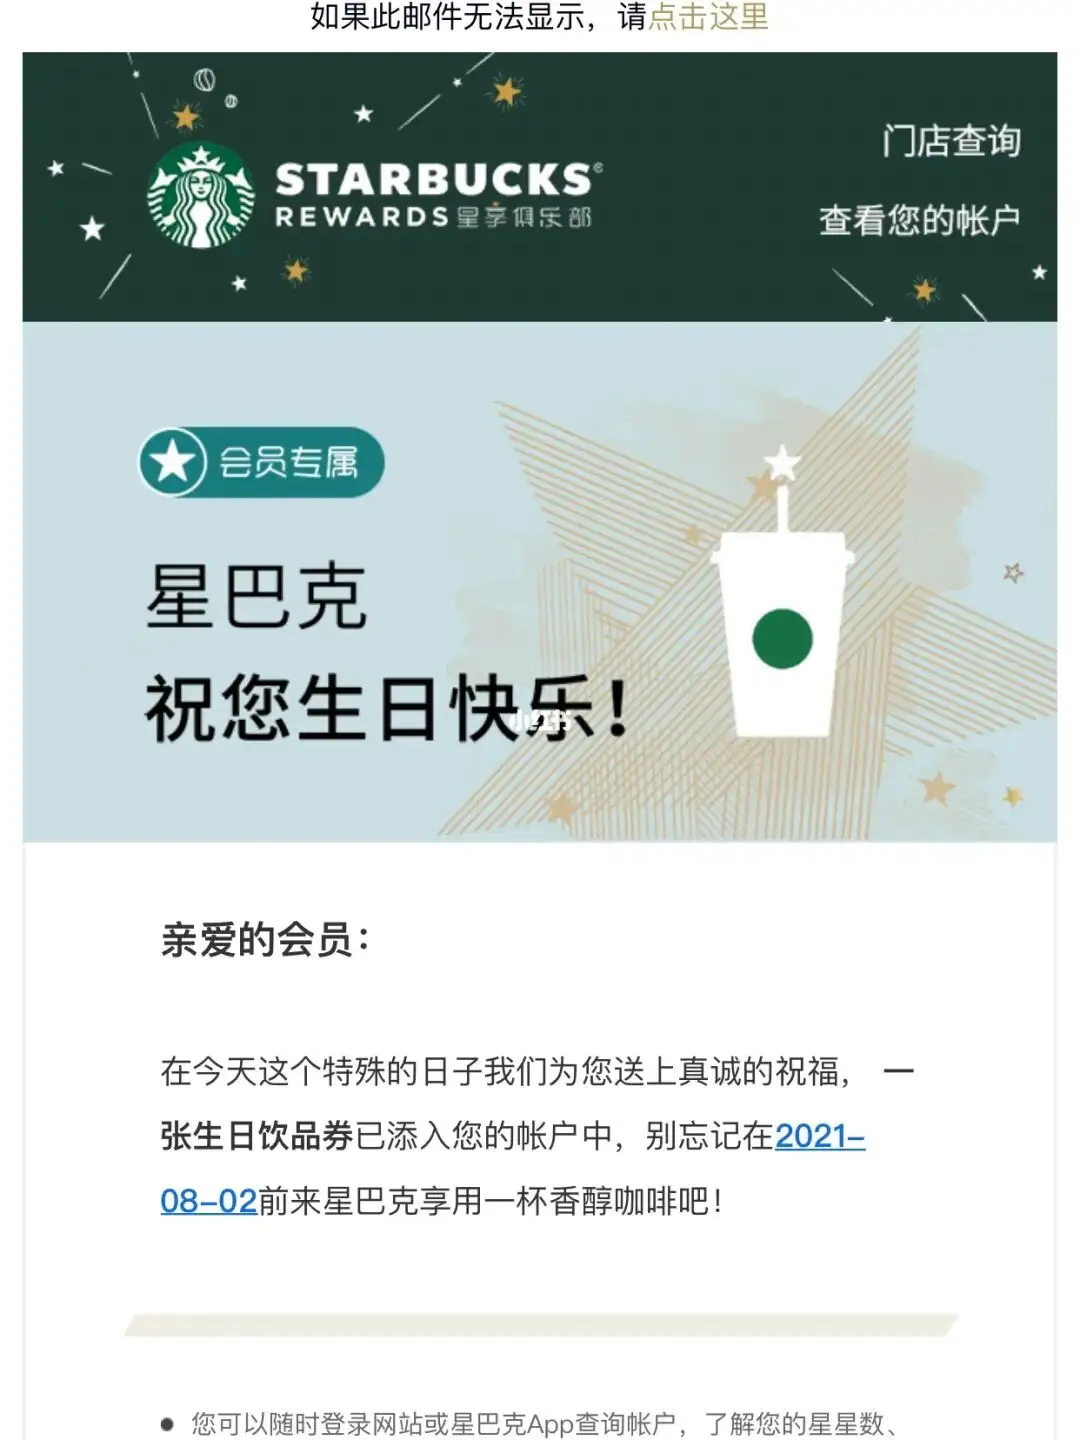 如果此邮件无法显示，请点击这里
门店查询
STARBUCKS®
REWARDS 星享俱乐部
查看您的帐户
会员专属
星巴克
祝您生日快乐！
小红书
亲爱的会员：
在今天这个特殊的日子我们为您送上真诚的祝福， 一
张生日饮品券已添入您的帐户中，别忘记在2021-
08-02前来星巴克享用一杯香醇咖啡吧！
您可以随时登录网站或星巴克App查询帐户，了解您的星星数、